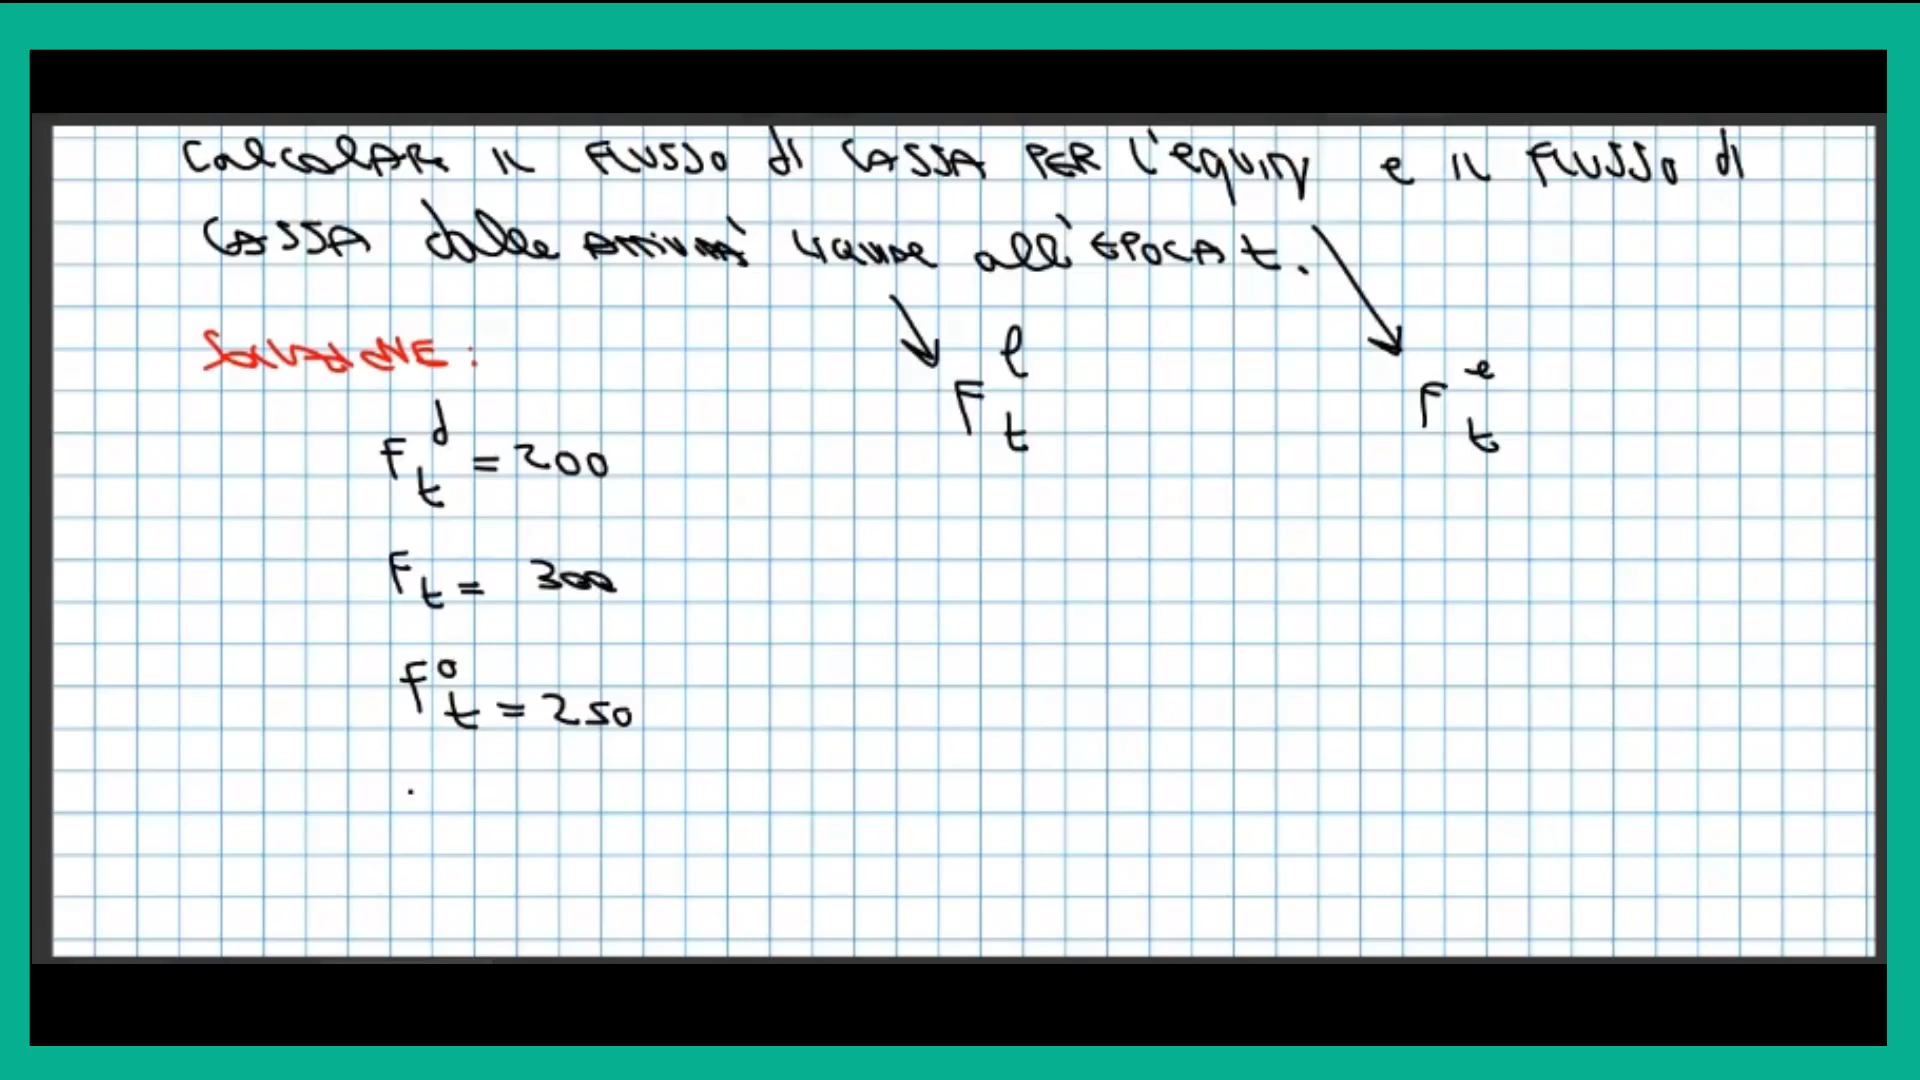 CalcolARe IL FLUSSO di CASSA PER l'equity e IL FLUSSO di
CASSA dalle ATTIVITÀ LIQUIDE all'EPOCA t.
SOLUZIONE:
F_t^l
F_t^e
F_t^d = 200
F_t = 300
F_t^o = 250